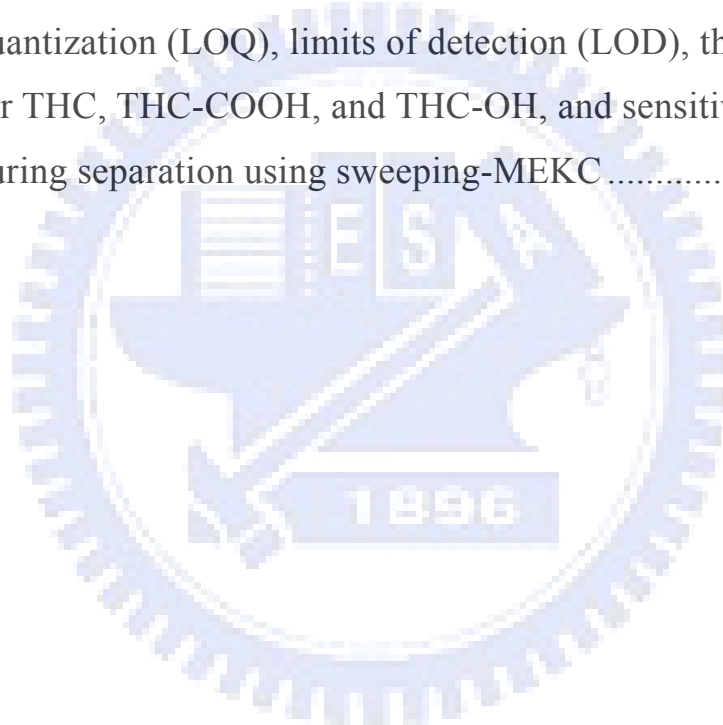 uantization (LOQ), limits of detection (LOD), th
r THC, THC-COOH, and THC-OH, and sensitiv
uring separation using sweeping-MEKC............
E S A
1896